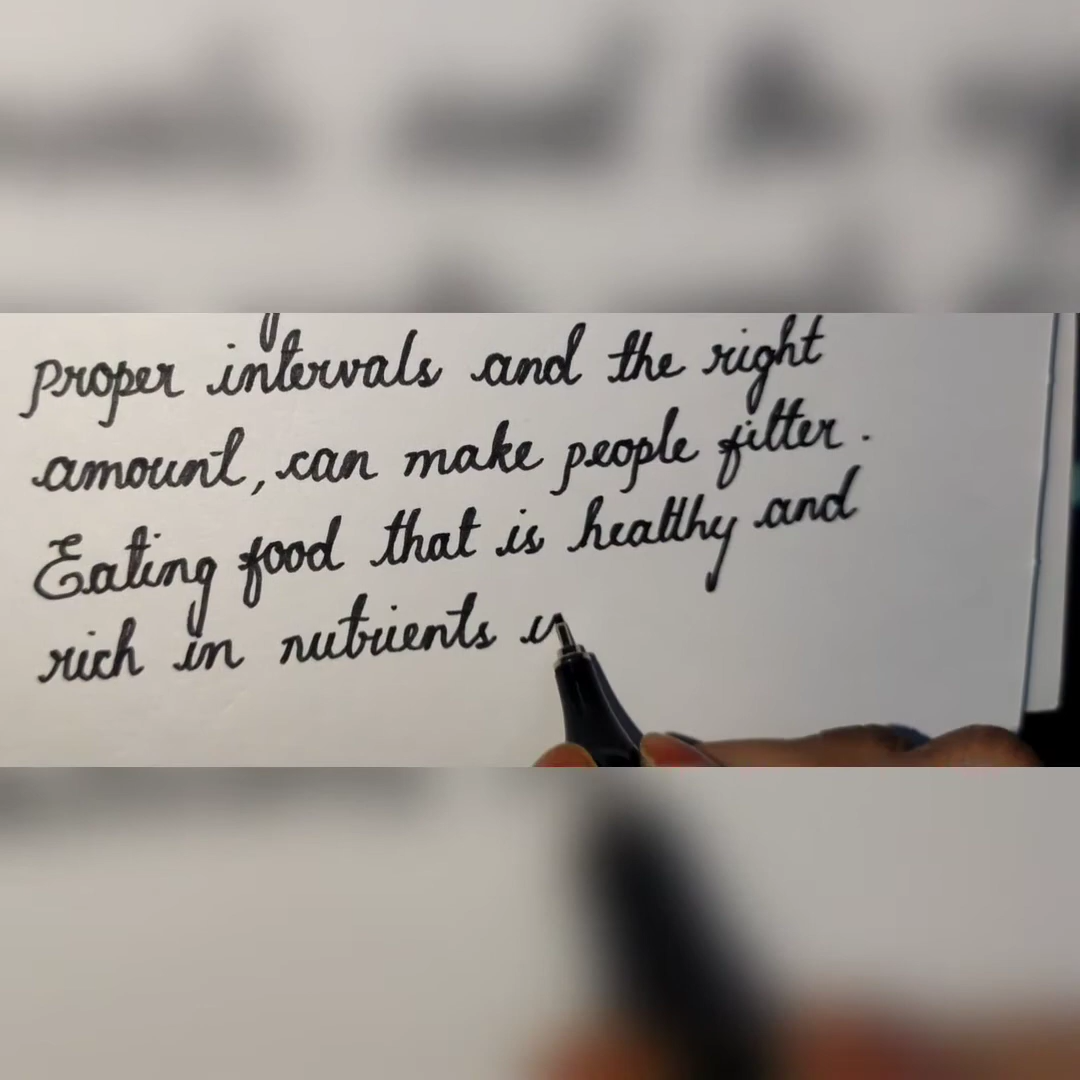 proper intervals and the right
amount, can make people fitter.
Eating food that is healthy and
rich in nutrients